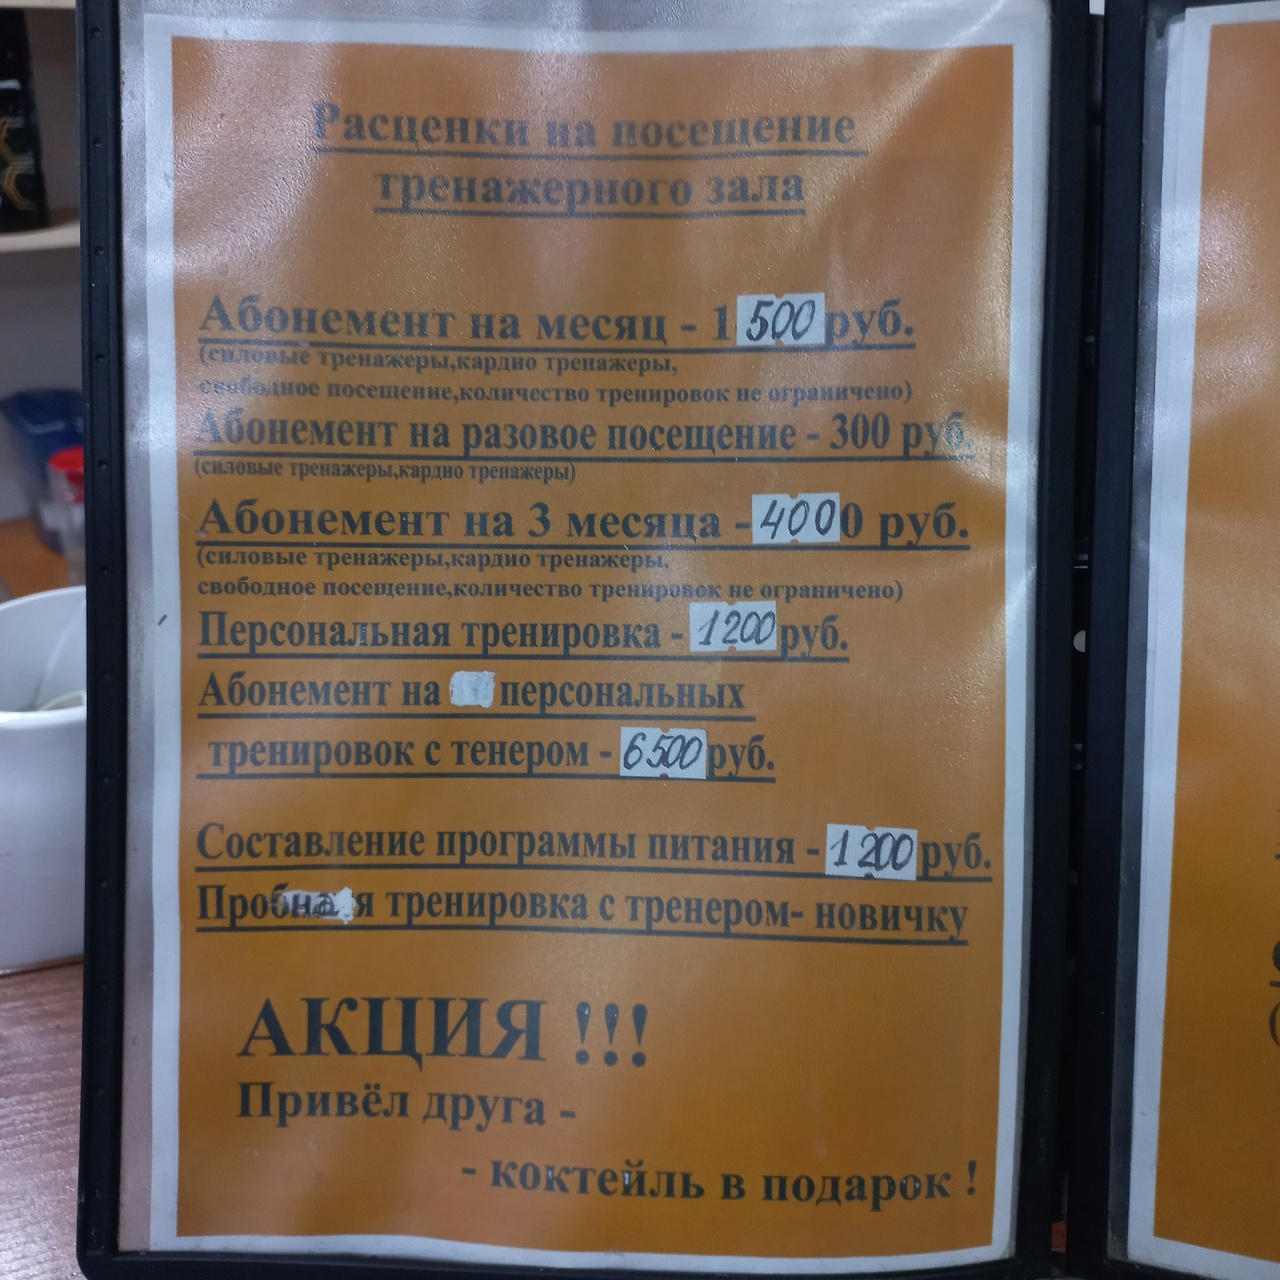 Расценки на посещение
тренажерного зала
Абонемент на месяц - 1500 руб.
(силовые тренажеры,кардио тренажеры,
свободное посещение,количество тренировок не ограничено)
Абонемент на разовое посещение - 300 руб.
(силовые тренажеры,кардио тренажеры)
Абонемент на 3 месяца - 4000 руб.
(силовые тренажеры,кардио тренажеры,
свободное посещение,количество тренировок не ограничено)
Персональная тренировка - 1200 руб.
Абонемент на персональных
тренировок с тенером - 6500 руб.
Составление программы питания - 1200 руб.
Пробная тренировка с тренером- новичку
АКЦИЯ !!!
Привёл друга -
- коктейль в подарок !